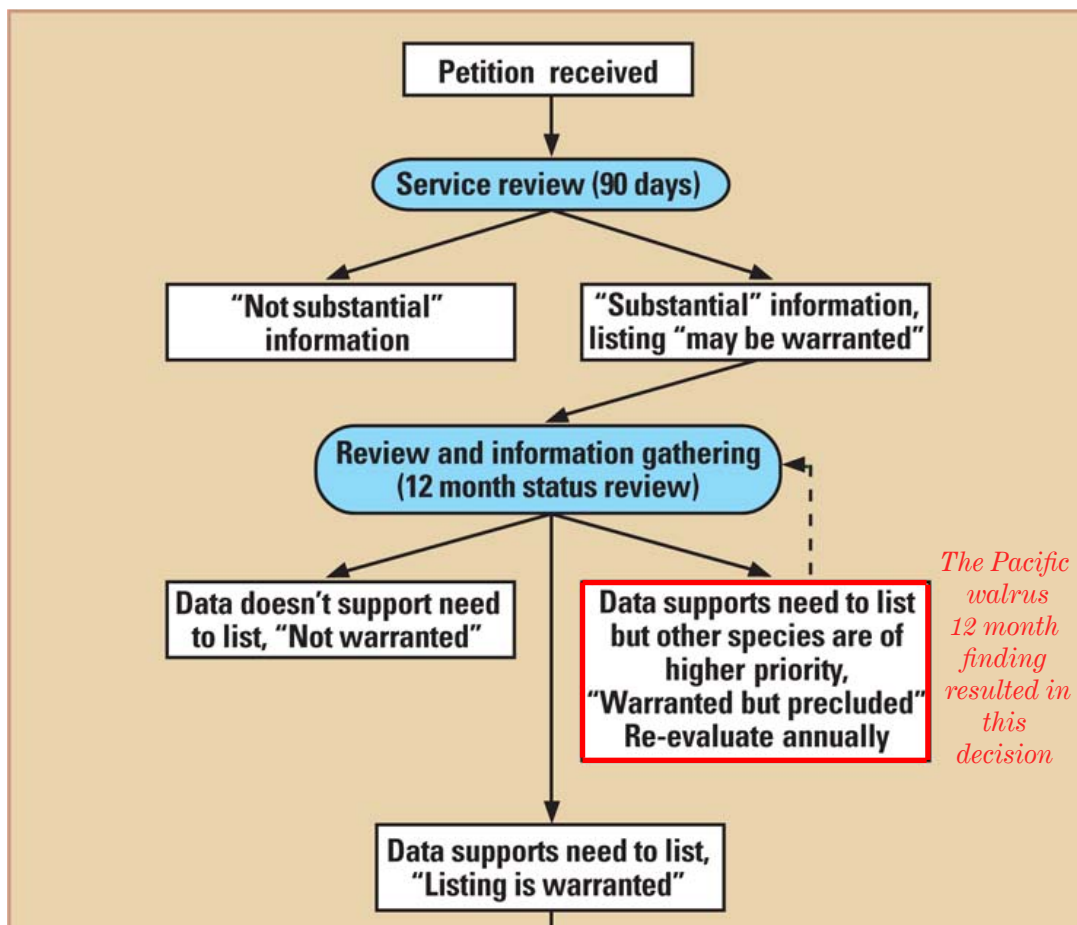 Petition received
Service review (90 days)
“Not substantial”
information
“Substantial” information,
listing “may be warranted”
Review and information gathering
(12 month status review)
Data doesn’t support need
to list, “Not warranted”
Data supports need to list
but other species are of
higher priority,
“Warranted but precluded”
Re-evaluate annually
The Pacific
walrus
12 month
finding
resulted in
this
decision
Data supports need to list,
“Listing is warranted”